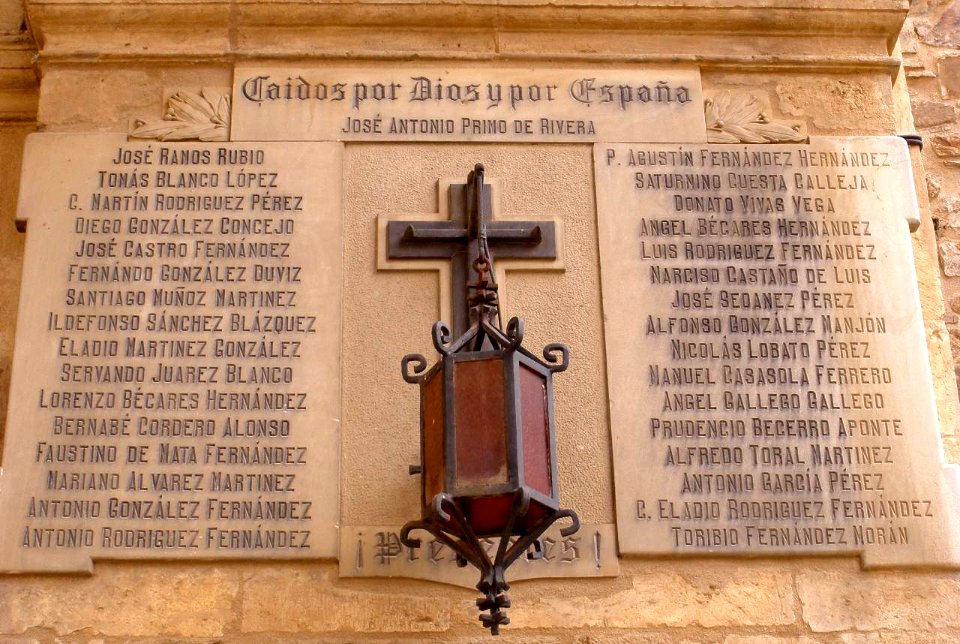 Caidos por Dios y por España
JOSÉ ANTONIO PRIMO DE RIVERA
JOSÉ RAMOS RUBIO
TOMÁS BLANCO LÓPEZ
C. MARTÍN RODRIGUEZ PÉREZ
DIEGO GONZÁLEZ CONCEJO
JOSÉ CASTRO FERNÁNDEZ
FERNÁNDO GONZÁLEZ DUVIZ
SANTIAGO MUÑOZ MARTINEZ
ILDEFONSO SÁNCHEZ BLÁZQUEZ
ELADIO MARTINEZ GONZÁLEZ
SERVANDO JUAREZ BLANCO
LORENZO BÉCARES HERNÁNDEZ
BERNABÉ CORDERO ALONSO
FAUSTINO DE MATA FERNÁNDEZ
MARIANO ALVAREZ MARTINEZ
ANTONIO GONZÁLEZ FERNÁNDEZ
ANTONIO RODRIGUEZ FERNÁNDEZ
P. AGUSTÍN FERNÁNDEZ HERNÁNDEZ
SATURNINO CUESTA CALLEJA
DONATO VIVAS VEGA
ANGEL BÉCARES HERNÁNDEZ
LUIS RODRIGUEZ FERNÁNDEZ
NARCISO CASTAÑO DE LUIS
JOSÉ SEOANEZ PÉREZ
ALFONSO GONZÁLEZ MANJÓN
NICOLÁS LOBATO PÉREZ
MANUEL CASASOLA FERRERO
ANGEL GALLEGO GALLEGO
PRUDENCIO BECERRO APONTE
ALFREDO TORAL MARTINEZ
ANTONIO GARCÍA PÉREZ
C. ELADIO RODRIGUEZ FERNÁNDEZ
TORIBIO FERNÁNDEZ NORÁN